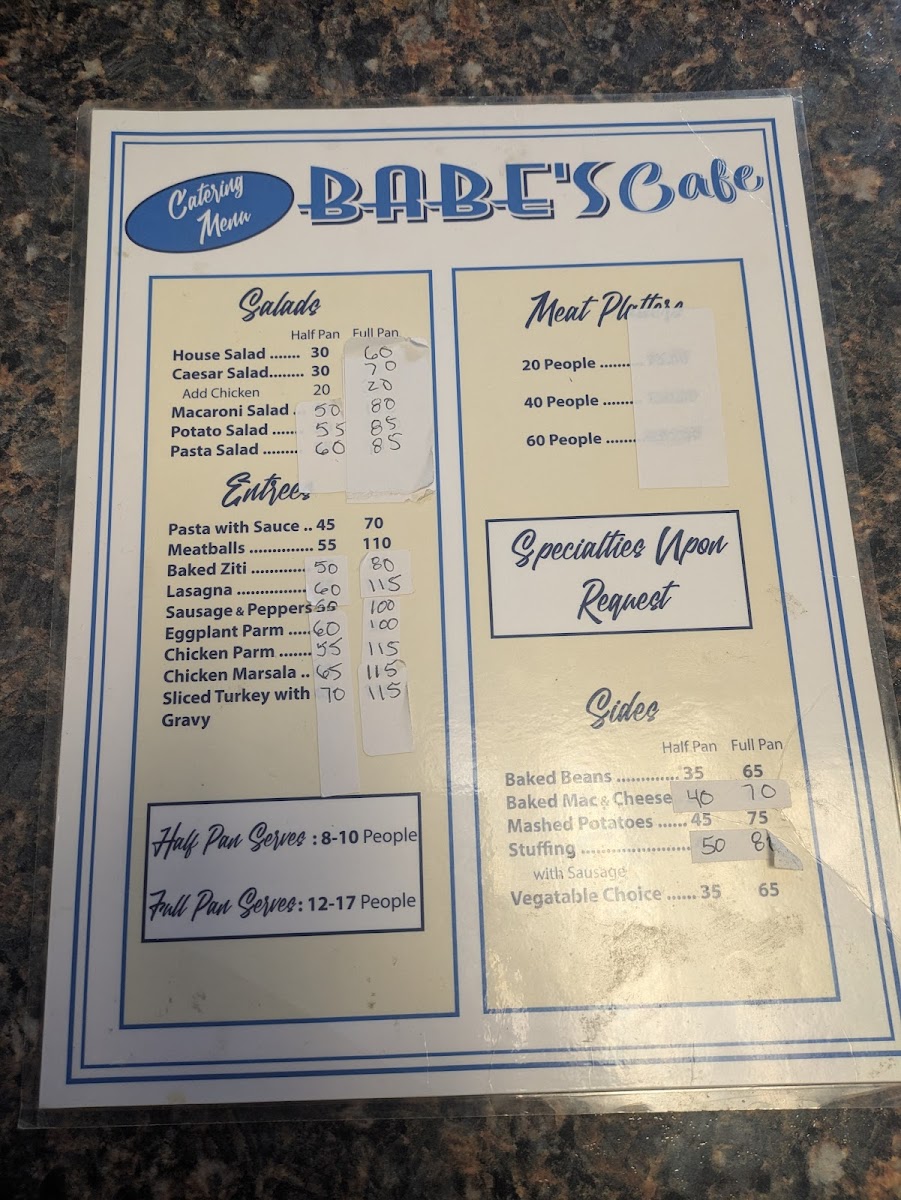 Catering
Menu
BABE'S Cafe
Salads
Half Pan Full Pan
House Salad ....... 30 60
Caesar Salad........ 30 70
Add Chicken 20 20
Macaroni Salad . 50 80
Potato Salad ...... 55 85
Pasta Salad ........ 60 85
Entrees
Pasta with Sauce .. 45 70
Meatballs .............. 55 110
Baked Ziti ............ 50 80
Lasagna ............... 60 115
Sausage & Peppers 100
Eggplant Parm ..... 60 100
Chicken Parm ....... 55 115
Chicken Marsala .. 65 115
Sliced Turkey with 70 115
Gravy
Half Pan Serves : 8-10 People
Full Pan Serves: 12-17 People
Meat Platters
20 People .......
40 People .......
60 People .......
Specialties Upon
Request
Sides
Half Pan Full Pan
Baked Beans ............. 35 65
Baked Mac & Cheese 40 70
Mashed Potatoes ...... 45 75
Stuffing ....................... 50
with Sausage
Vegatable Choice ...... 35 65